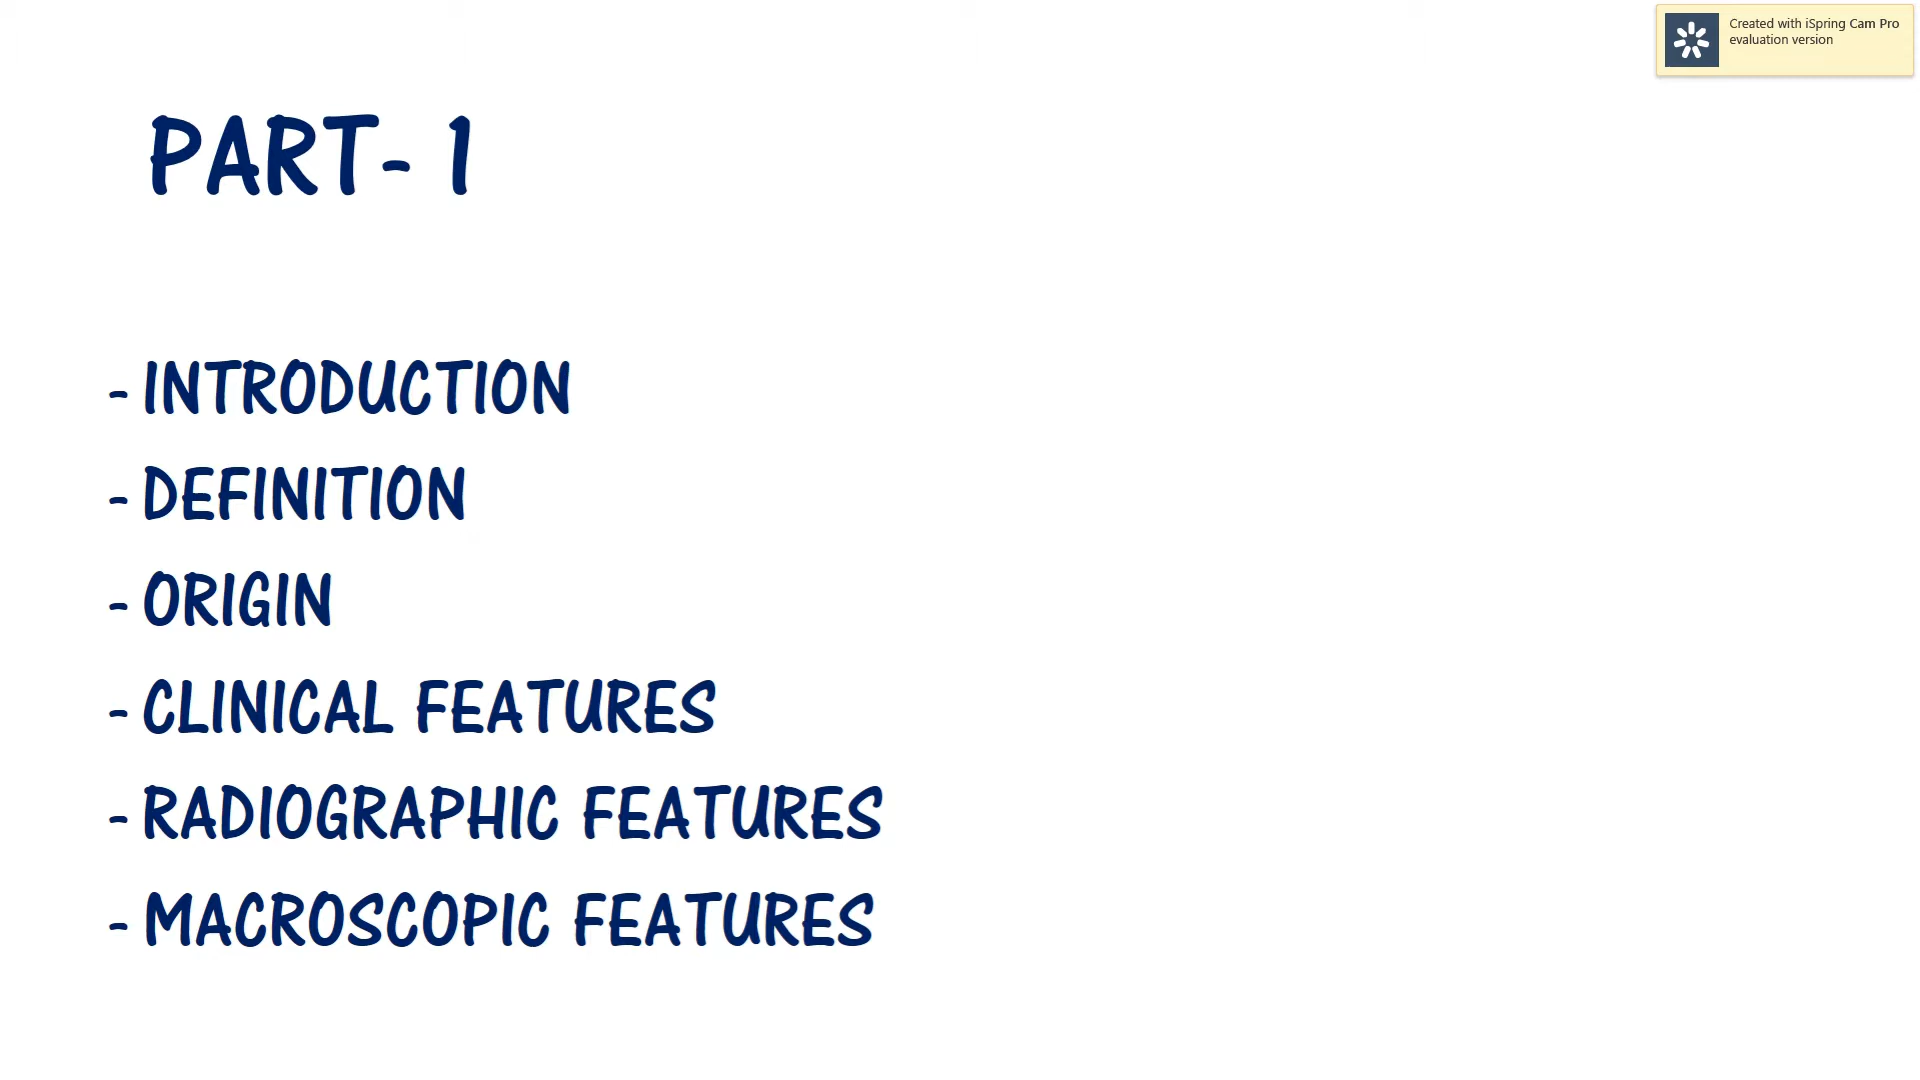 Created with iSpring Cam Pro
evaluation version
PART- 1
- INTRODUCTION
- DEFINITION
- ORIGIN
- CLINICAL FEATURES
- RADIOGRAPHIC FEATURES
- MACROSCOPIC FEATURES